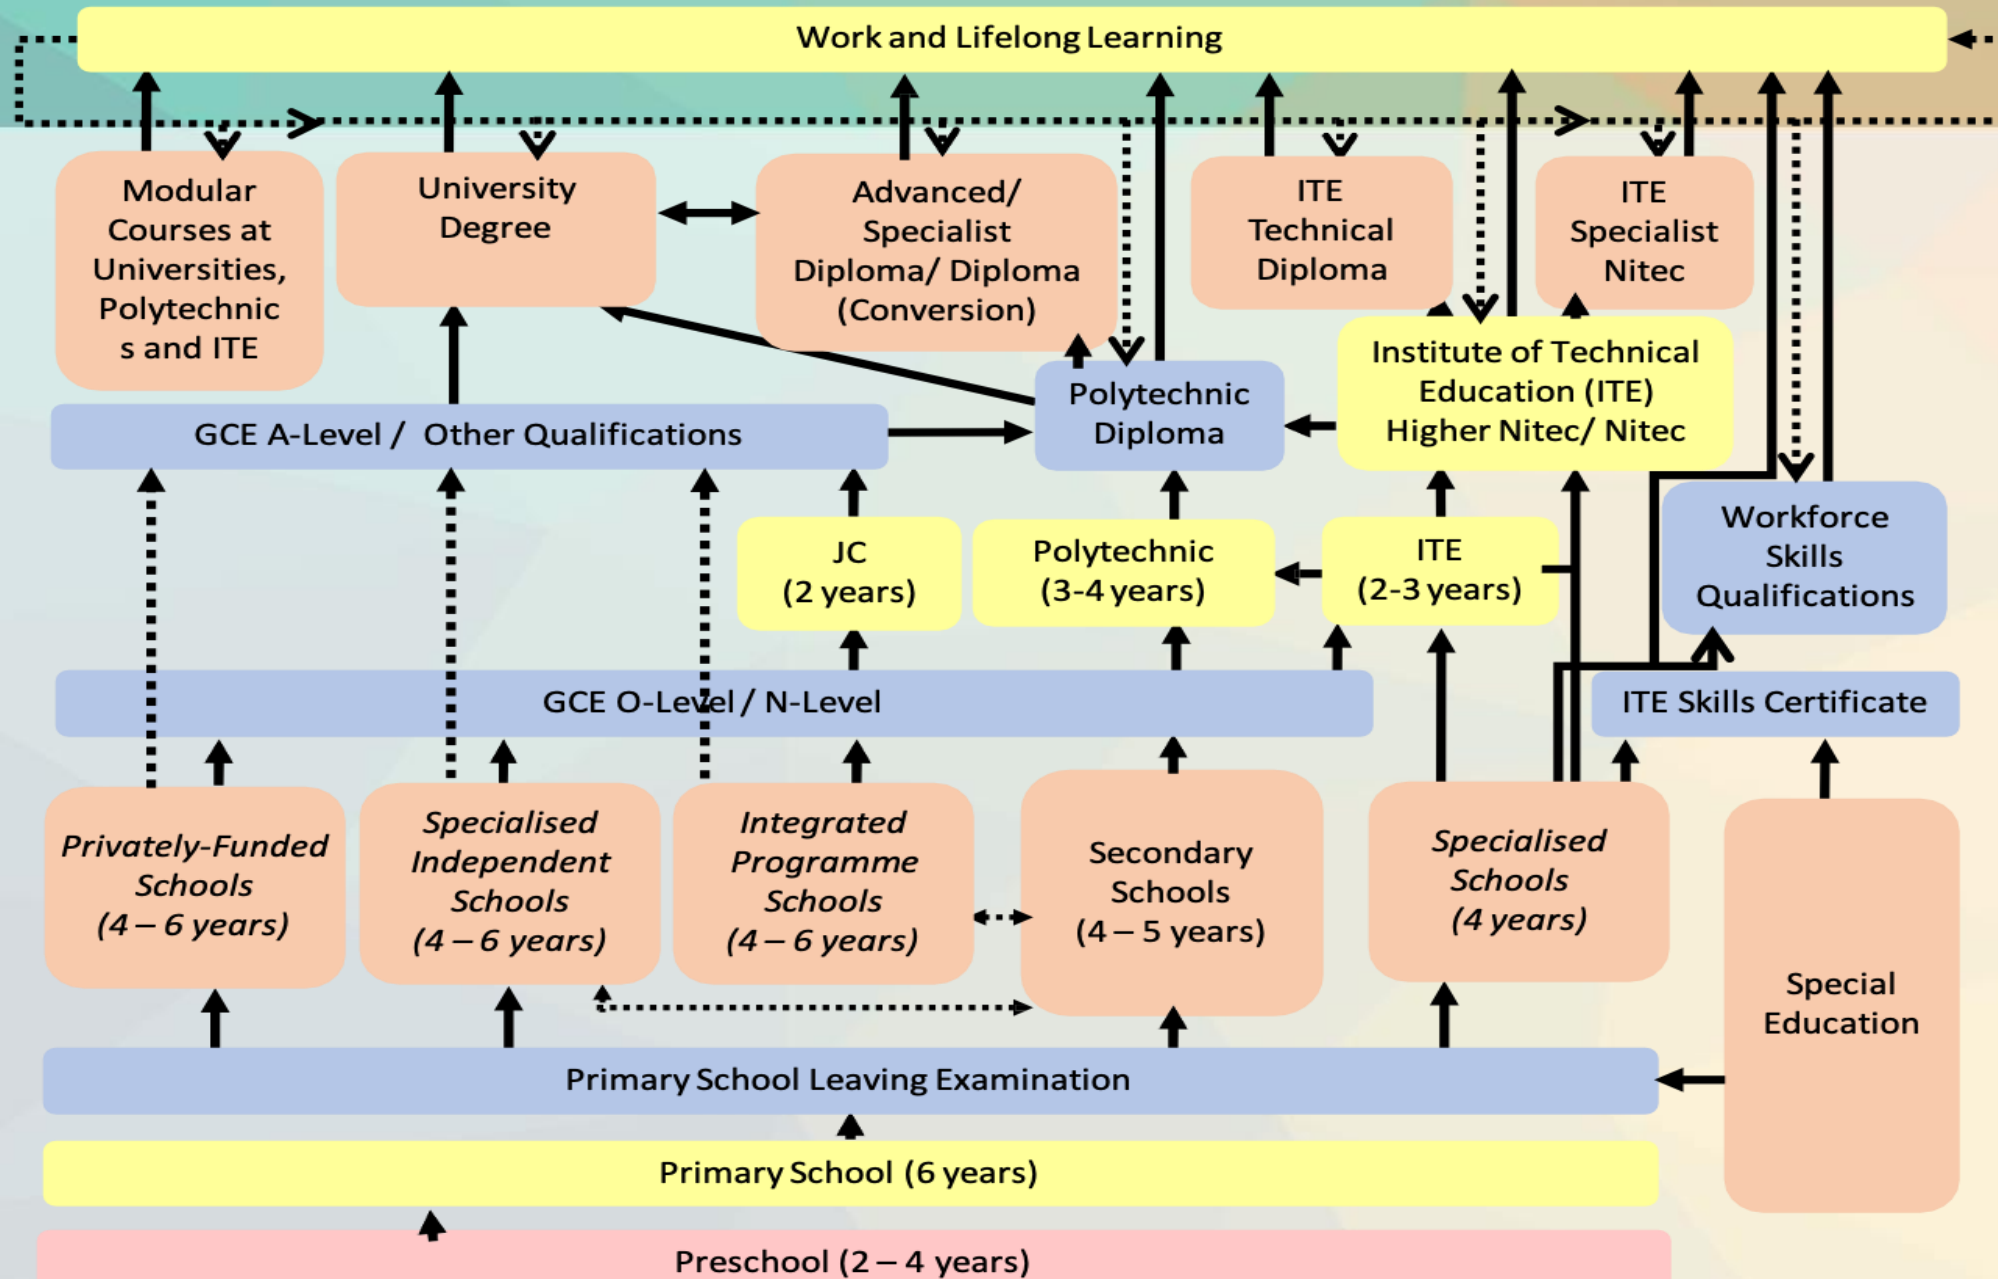 Work and Lifelong Learning
Modular
Courses at
Universities,
Polytechnic
s and ITE
University
Degree
Advanced/
Specialist
Diploma/ Diploma
(Conversion)
ITE
Technical
Diploma
ITE
Specialist
Nitec
Polytechnic
Diploma
Institute of Technical
Education (ITE)
Higher Nitec/ Nitec
GCE A-Level / Other Qualifications
JC
(2 years)
Polytechnic
(3-4 years)
ITE
(2-3 years)
Workforce
Skills
Qualifications
GCE O-Level / N-Level
ITE Skills Certificate
Privately-Funded
Schools
(4 – 6 years)
Specialised
Independent
Schools
(4 – 6 years)
Integrated
Programme
Schools
(4 – 6 years)
Secondary
Schools
(4 – 5 years)
Specialised
Schools
(4 years)
Special
Education
Primary School Leaving Examination
Primary School (6 years)
Preschool (2 – 4 years)